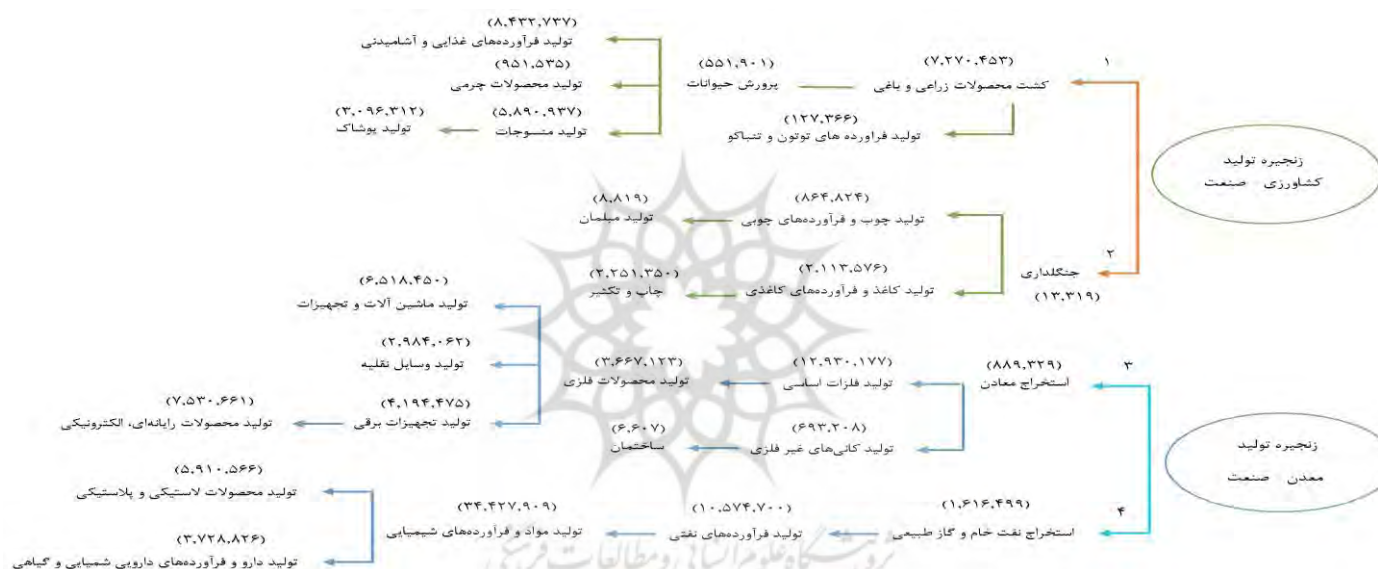 زنجیره تولید
کشاورزی صنعت
۱
(۷،۲۷۰،۴۵۳)
کشت محصولات زراعی و باغی
(۵۵۱،۹۰۱)
پرورش حیوانات
(۸،۴۳۲،۷۳۷)
تولید فرآورده‌های غذایی و آشامیدنی
(۹۵۱،۵۳۵)
تولید محصولات چرمی
(۵،۸۹۰،۹۳۷)
تولید منسوجات
(۳،۰۹۶،۳۱۲)
تولید پوشاک
(۱۲۷،۳۶۶)
تولید فراورده های توتون و تنباکو
۲
جنگلداری
(۱۳،۳۱۹)
(۸۶۴،۸۲۴)
تولید چوب و فرآورده‌های چوبی
(۸،۸۱۹)
تولید مبلمان
(۲،۱۱۳،۵۷۶)
تولید کاغذ و فرآورده‌های کاغذی
(۲،۲۵۱،۳۵۰)
چاپ و تکثیر
زنجیره تولید
معدن صنعت
۳
(۸۸۹،۳۲۹)
استخراج معادن
(۱۲،۹۳۰،۱۷۷)
تولید فلزات اساسی
(۳،۶۶۷،۱۲۳)
تولید محصولات فلزی
(۶،۵۱۸،۴۵۰)
تولید ماشین آلات و تجهیزات
(۲،۹۸۴،۰۶۲)
تولید وسایل نقلیه
(۴،۱۹۴،۴۷۵)
تولید تجهیزات برقی
(۷،۵۳۰،۶۶۱)
تولید محصولات رایانه‌ای، الکترونیکی
(۶۹۳،۲۰۸)
تولید کانی‌های غیر فلزی
(۶،۶۰۷)
ساختمان
۴
(۱،۶۱۶،۴۹۹)
استخراج نفت خام و گاز طبیعی
(۱۰،۵۷۴،۷۰۰)
تولید فرآورده‌های نفتی
(۳۴،۴۲۷،۹۰۹)
تولید مواد و فرآورده‌های شیمیایی
(۵،۹۱۰،۵۶۶)
تولید محصولات لاستیکی و پلاستیکی
(۳،۷۲۸،۸۲۶)
تولید دارو و فرآورده‌های دارویی شمیایی و گیاهی
پژوهشگاه علوم انسانی و مطالعات فرهنگی